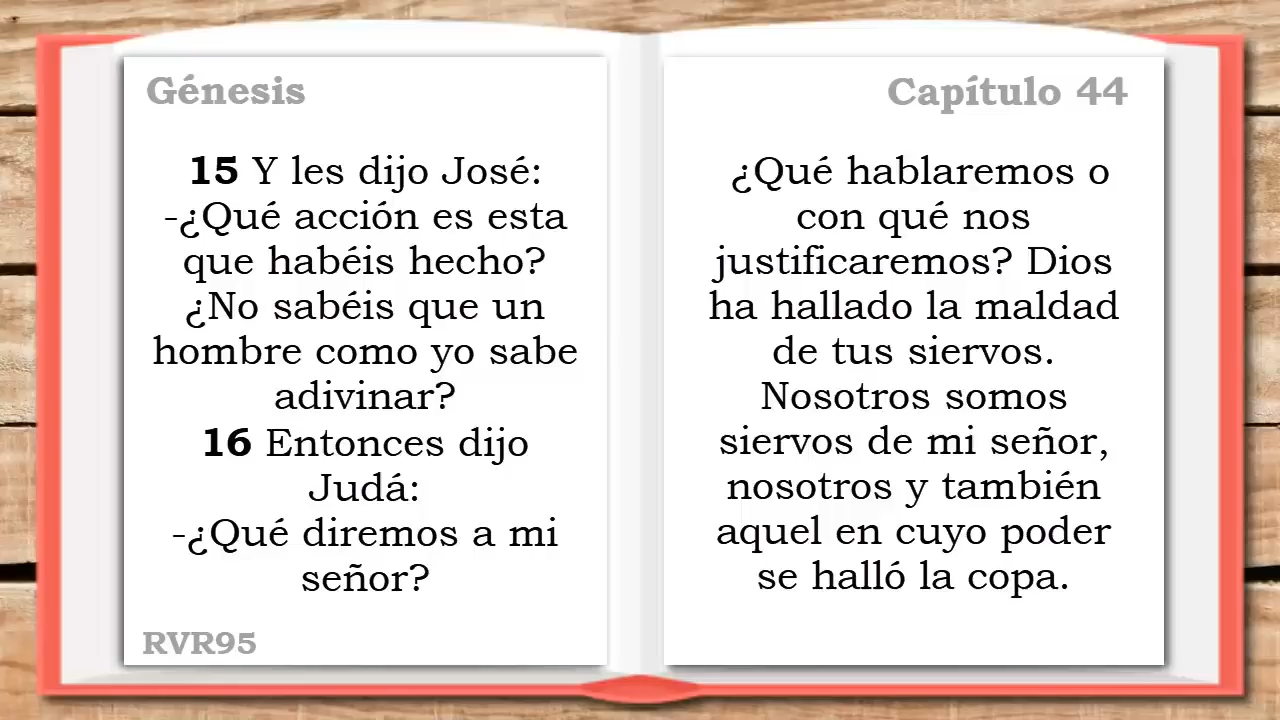 Génesis
15 Y les dijo José:
-¿Qué acción es esta
que habéis hecho?
¿No sabéis que un
hombre como yo sabe
adivinar?
16 Entonces dijo
Judá:
-¿Qué diremos a mi
señor?
RVR95
Capítulo 44
¿Qué hablaremos o
con qué nos
justificaremos? Dios
ha hallado la maldad
de tus siervos.
Nosotros somos
siervos de mi señor,
nosotros y también
aquel en cuyo poder
se halló la copa.